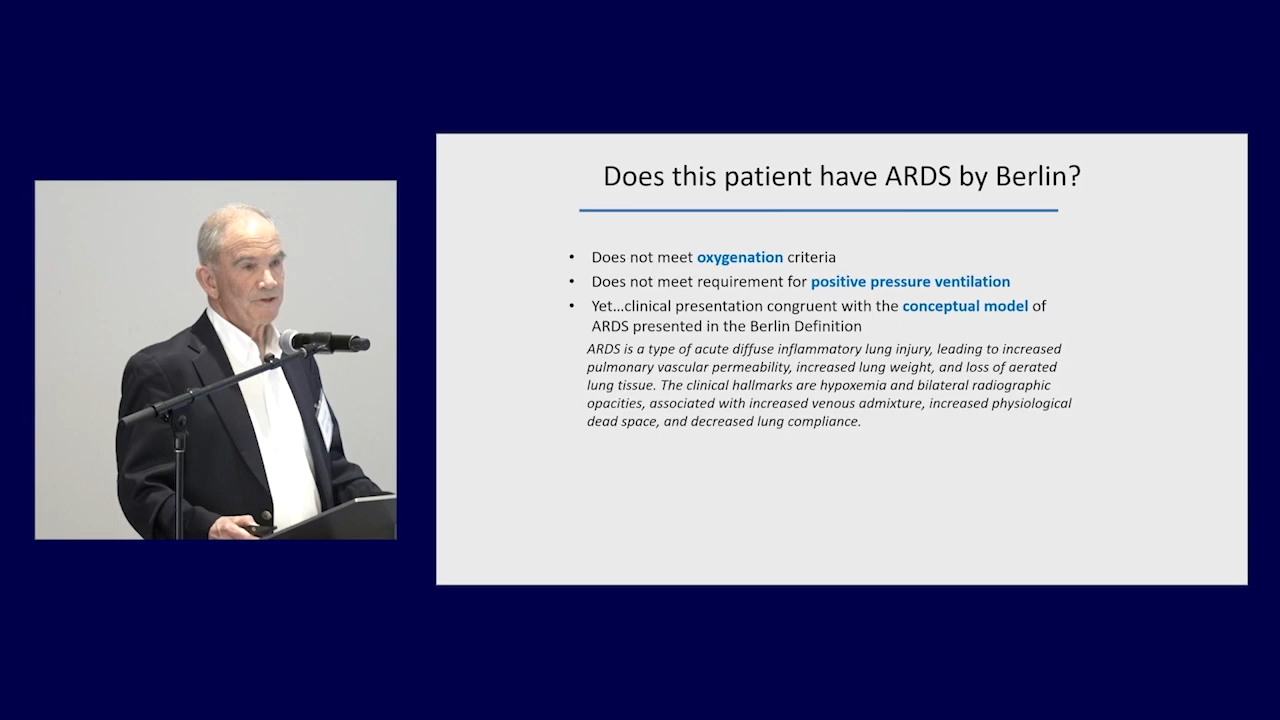 Does this patient have ARDS by Berlin?
• Does not meet oxygenation criteria
• Does not meet requirement for positive pressure ventilation
• Yet...clinical presentation congruent with the conceptual model of
ARDS presented in the Berlin Definition
ARDS is a type of acute diffuse inflammatory lung injury, leading to increased
pulmonary vascular permeability, increased lung weight, and loss of aerated
lung tissue. The clinical hallmarks are hypoxemia and bilateral radiographic
opacities, associated with increased venous admixture, increased physiological
dead space, and decreased lung compliance.